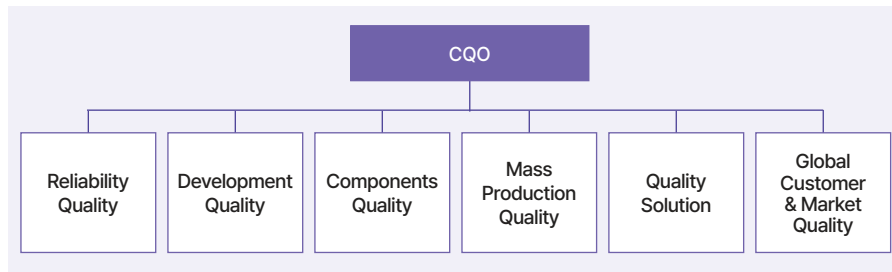 CQO
Reliability
Quality
Development
Quality
Components
Quality
Mass
Production
Quality
Quality
Solution
Global
Customer
& Market
Quality